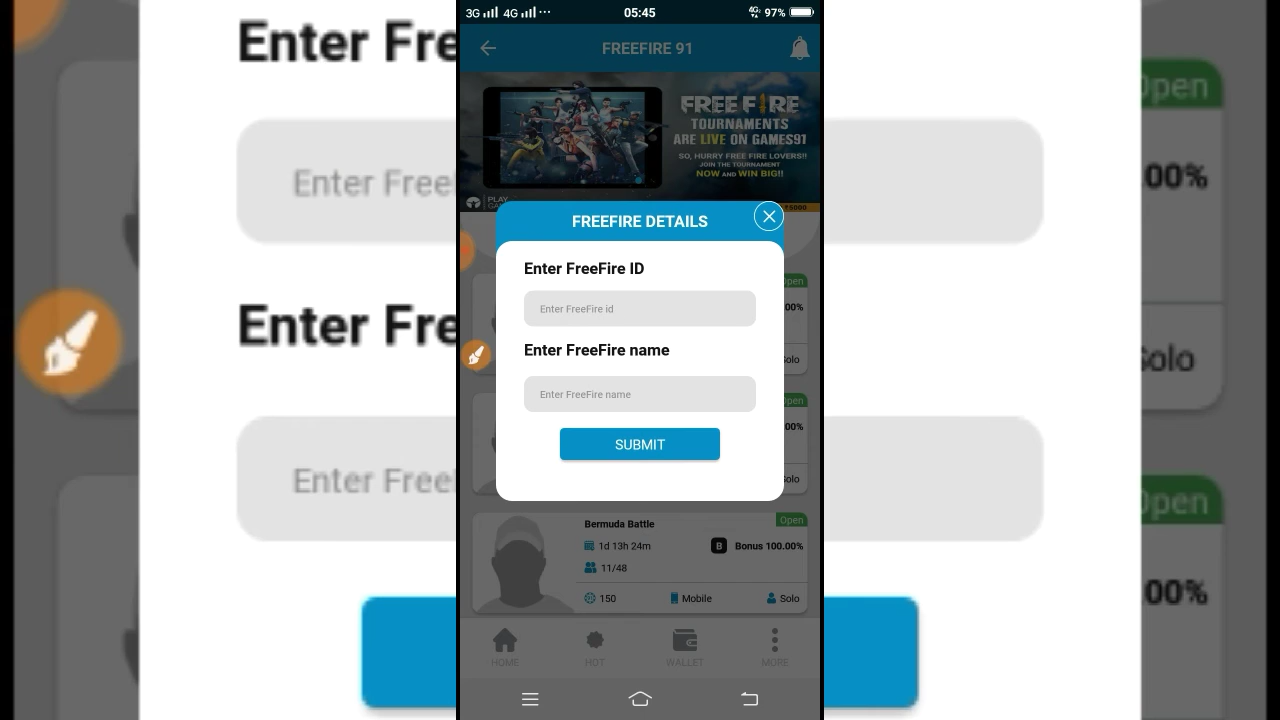 3G 4G ... 05:45 4G 97%
FREEFIRE 91
FREE FIRE
TOURNAMENTS
ARE LIVE ON GAMES91
SO, HURRY FREE FIRE LOVERS!!
JOIN THE TOURNAMENT
NOW AND WIN BIG!!
PLAY
FREEFIRE DETAILS
Enter FreeFire ID
Enter FreeFire id
Enter FreeFire name
Enter FreeFire name
SUBMIT
Open
00%
Solo
Open
00%
Solo
Bermuda Battle
Open
1d 13h 24m
B Bonus 100.00%
11/48
150
Mobile
Solo
HOME
HOT
WALLET
MORE
Enter Fre
Enter Free
Enter Fre
Enter Free
Open
.00%
Solo
Open
.00%